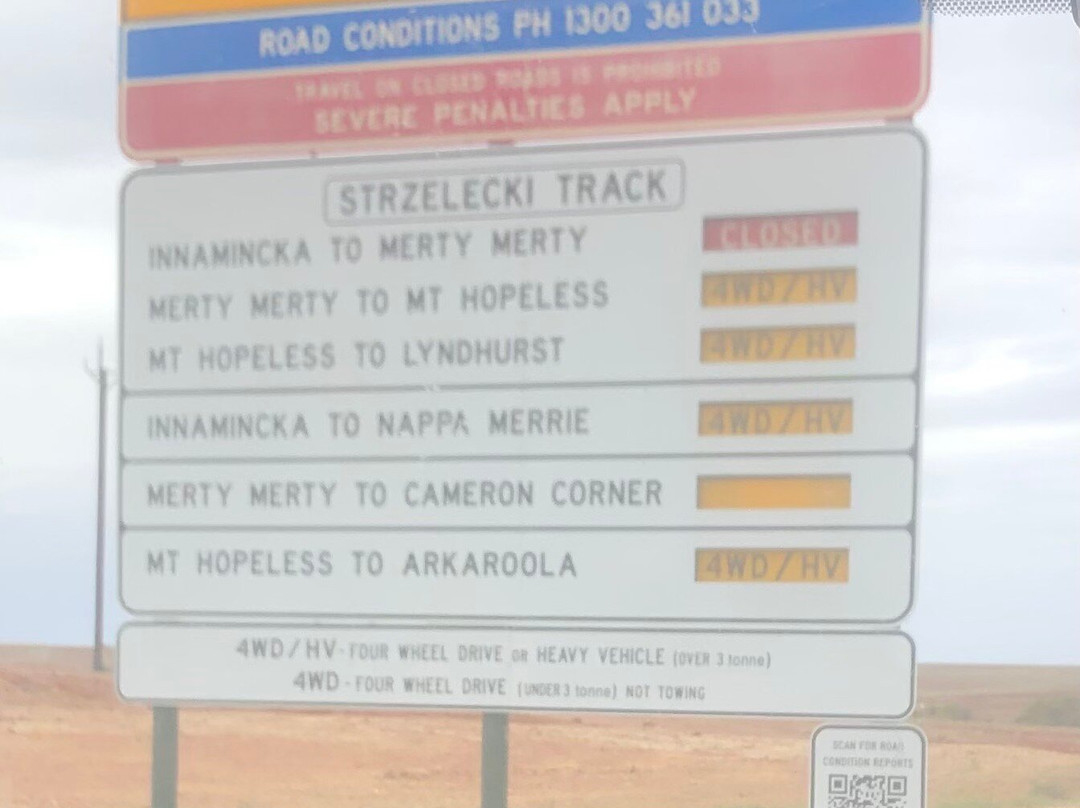 ROAD CONDITIONS PH 1300 361 033
TRAVEL ON CLOSED ROADS IS PROHIBITED
SEVERE PENALTIES APPLY
STRZELECKI TRACK
INNAMINCKA TO MERTY MERTY CLOSED
MERTY MERTY TO MT HOPELESS 4WD/HV
MT HOPELESS TO LYNDHURST 4WD/HV
INNAMINCKA TO NAPPA MERRIE 4WD/HV
MERTY MERTY TO CAMERON CORNER
MT HOPELESS TO ARKAROOLA 4WD/HV
4WD/HV-FOUR WHEEL DRIVE OR HEAVY VEHICLE (OVER 3 tonne)
4WD-FOUR WHEEL DRIVE (UNDER 3 tonne) NOT TOWING
SCAN FOR ROAD
CONDITION REPORTS